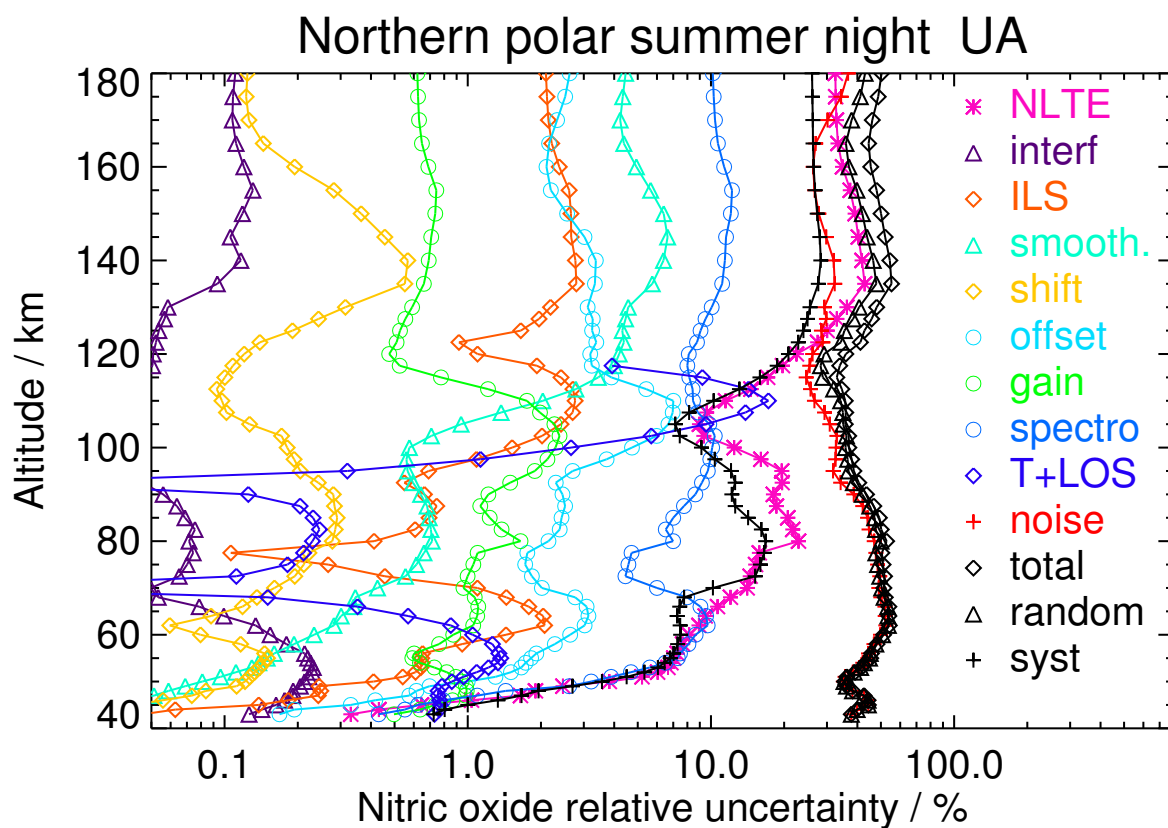 Northern polar summer night  UA
Altitude / km
180
160
140
120
100
80
60
40
0.1
1.0
10.0
100.0
Nitric oxide relative uncertainty / %
NLTE
interf
ILS
smooth.
shift
offset
gain
spectro
T+LOS
noise
total
random
syst